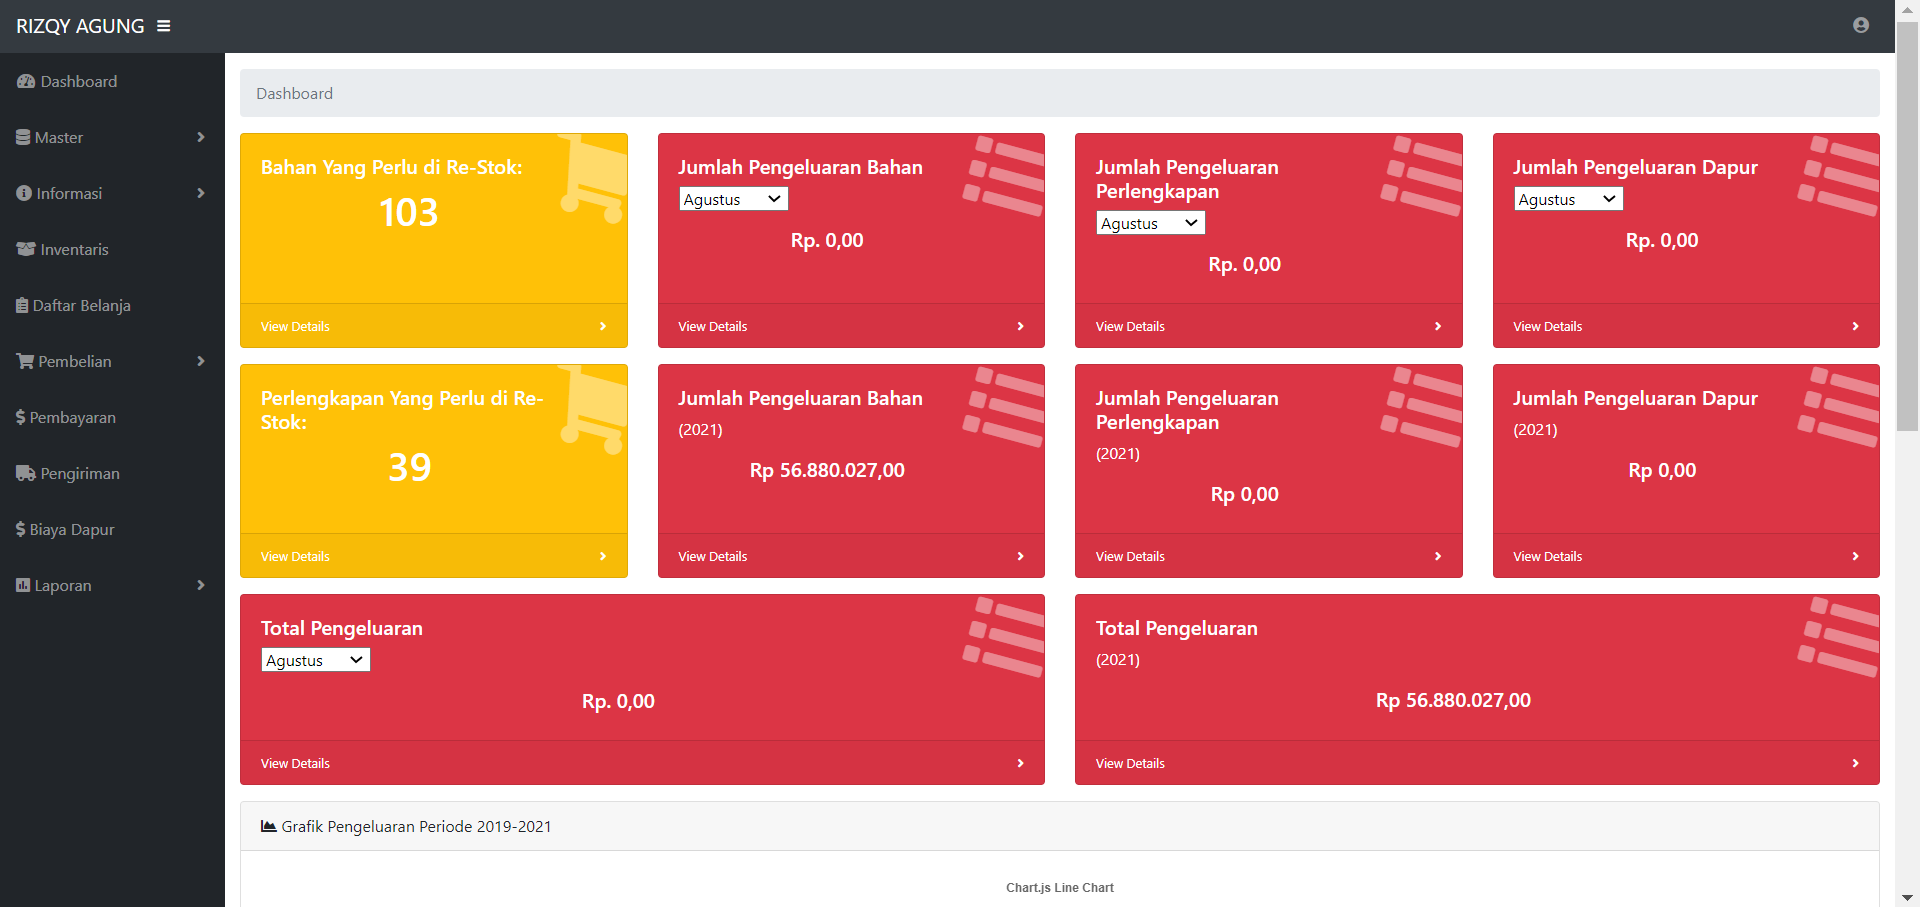 RIZQY AGUNG
Dashboard
Master
Informasi
Inventaris
Daftar Belanja
Pembelian
Pembayaran
Pengiriman
Biaya Dapur
Laporan
Dashboard
Bahan Yang Perlu di Re-Stok:
103
View Details
Jumlah Pengeluaran Bahan
Agustus
Rp. 0,00
View Details
Jumlah Pengeluaran
Perlengkapan
Agustus
Rp. 0,00
View Details
Jumlah Pengeluaran Dapur
Agustus
Rp. 0,00
View Details
Perlengkapan Yang Perlu di Re-
Stok:
39
View Details
Jumlah Pengeluaran Bahan
(2021)
Rp 56.880.027,00
View Details
Jumlah Pengeluaran
Perlengkapan
(2021)
Rp 0,00
View Details
Jumlah Pengeluaran Dapur
(2021)
Rp 0,00
View Details
Total Pengeluaran
Agustus
Rp. 0,00
View Details
Total Pengeluaran
(2021)
Rp 56.880.027,00
View Details
Grafik Pengeluaran Periode 2019-2021
Chart.js Line Chart